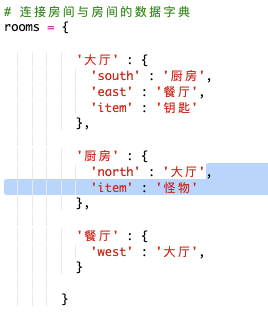 # 连接房间与房间的数据字典
rooms = {
'大厅' : {
'south' : '厨房',
'east' : '餐厅',
'item' : '钥匙'
},
'厨房' : {
'north' : '大厅',
'item' : '怪物'
},
'餐厅' : {
'west' : '大厅',
}
}